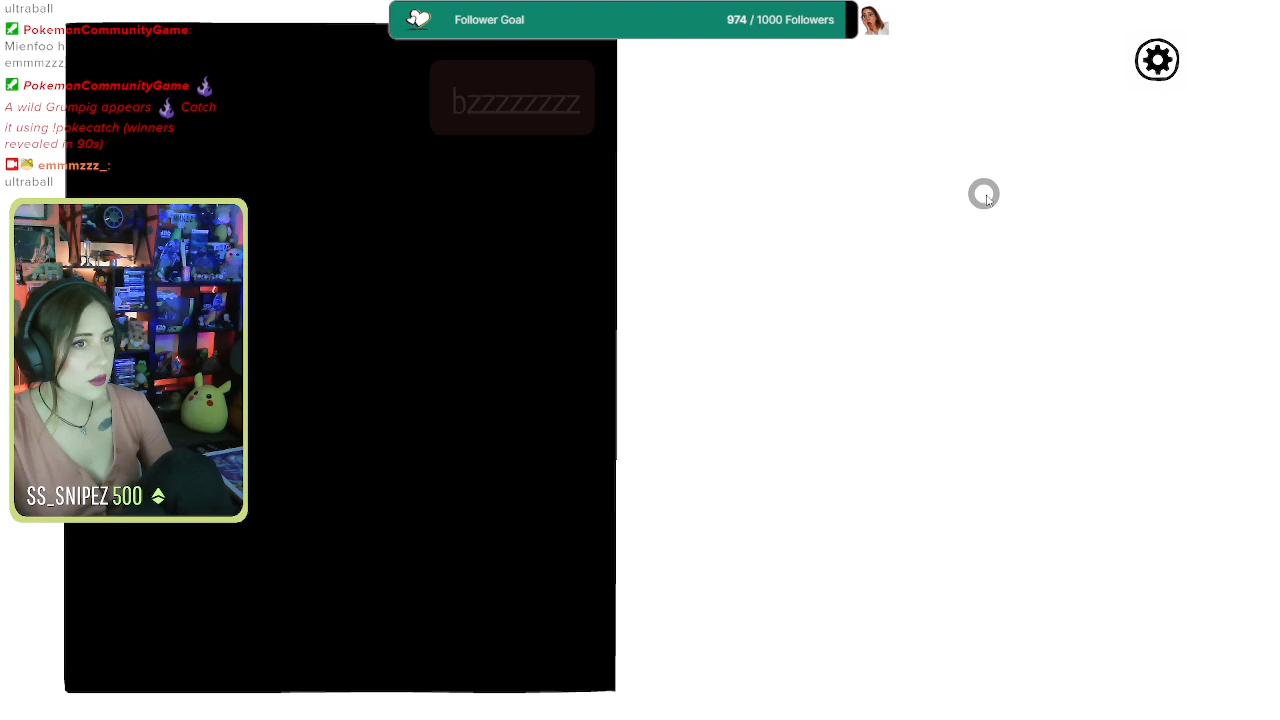 ultraball
PokemonCommunityGame:
Mienfoo h
emmmzzz_
PokemonCommunityGame
A wild Grumpig appears Catch
it using !pokecatch (winners
revealed in 90s)
emmmzzz_:
ultraball
Follower Goal 974 / 1000 Followers
bzzzzzzzz
SS_SNIPEZ 500